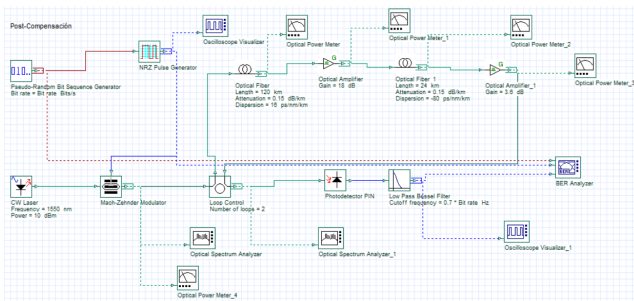 Post-Compensación
Oscilloscope Visualizer
Optical Power Meter
Optical Power Meter_1
Optical Power Meter_2
Optical Power Meter_3
NRZ Pulse Generator
Pseudo-Random Bit Sequence Generator
Bit rate = Bit rate Bits/s
Optical Fiber
Length = 120 km
Attenuation = 0.15 dB/km
Dispersion = 16 ps/nm/km
G
Optical Amplifier
Gain = 18 dB
Optical Fiber 1
Length = 24 km
Attenuation = 0.15 dB/km
Dispersion = -80 ps/nm/km
G
Optical Amplifier_1
Gain = 3.6 dB
BER Analyzer
CW Laser
Frequency = 1550 nm
Power = 10 dBm
Mach-Zehnder Modulator
Loop Control
Number of loops = 2
Photodetector PIN
Low Pass Bessel Filter
Cutoff frequency = 0.7 * Bit rate Hz
Oscilloscope Visualizer_1
Optical Spectrum Analyzer
Optical Spectrum Analyzer_1
Optical Power Meter_4